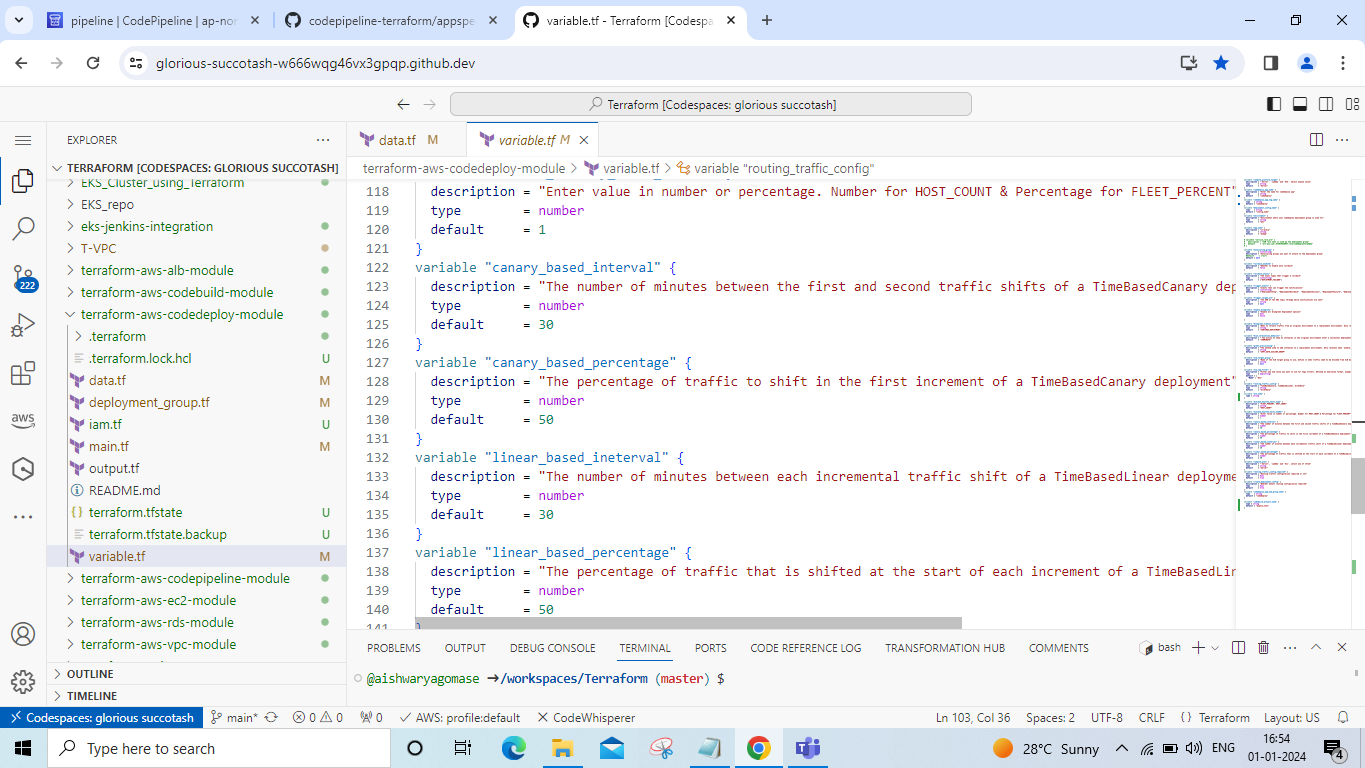 pipeline | CodePipeline | ap-nor
codepipeline-terraform/appspe
variable.tf - Terraform [Codespa
glorious-succotash-w666wqg46vx3gpqp.github.dev
Terraform [Codespaces: glorious succotash]
EXPLORER
TERRAFORM [CODESPACES: GLORIOUS SUCCOTASH]
EKS_Cluster_using_Terraform
EKS_repo
eks-jenkins-integration
T-VPC
terraform-aws-alb-module
terraform-aws-codebuild-module
terraform-aws-codedeploy-module
.terraform
.terraform.lock.hcl U
data.tf M
deployment_group.tf M
iam.tf U
main.tf M
output.tf
README.md
terraform.tfstate U
terraform.tfstate.backup U
variable.tf M
terraform-aws-codepipeline-module
terraform-aws-ec2-module
terraform-aws-rds-module
terraform-aws-vpc-module
OUTLINE
TIMELINE
222
aws
data.tf M
variable.tf M
terraform-aws-codedeploy-module > variable.tf > variable "routing_traffic_config"
118 description = "Enter value in number or percentage. Number for HOST_COUNT & Percentage for FLEET_PERCENT"
119 type = number
120 default = 1
121 }
122 variable "canary_based_interval" {
123 description = "The number of minutes between the first and second traffic shifts of a TimeBasedCanary dep
124 type = number
125 default = 30
126 }
127 variable "canary_based_percentage" {
128 description = "The percentage of traffic to shift in the first increment of a TimeBasedCanary deployment"
129 type = number
130 default = 50
131 }
132 variable "linear_based_ineterval" {
133 description = "The number of minutes between each incremental traffic shift of a TimeBasedLinear deployme
134 type = number
135 default = 30
136 }
137 variable "linear_based_percentage" {
138 description = "The percentage of traffic that is shifted at the start of each increment of a TimeBasedLin
139 type = number
140 default = 50
141 }
PROBLEMS OUTPUT DEBUG CONSOLE TERMINAL PORTS CODE REFERENCE LOG TRANSFORMATION HUB COMMENTS
bash
@aishwaryagomase ➜/workspaces/Terraform (master) $
Codespaces: glorious succotash main* 0 0 0 AWS: profile:default CodeWhisperer
Ln 103, Col 36 Spaces: 2 UTF-8 CRLF {} Terraform Layout: US
Type here to search
28°C Sunny ENG
16:54
01-01-2024
4